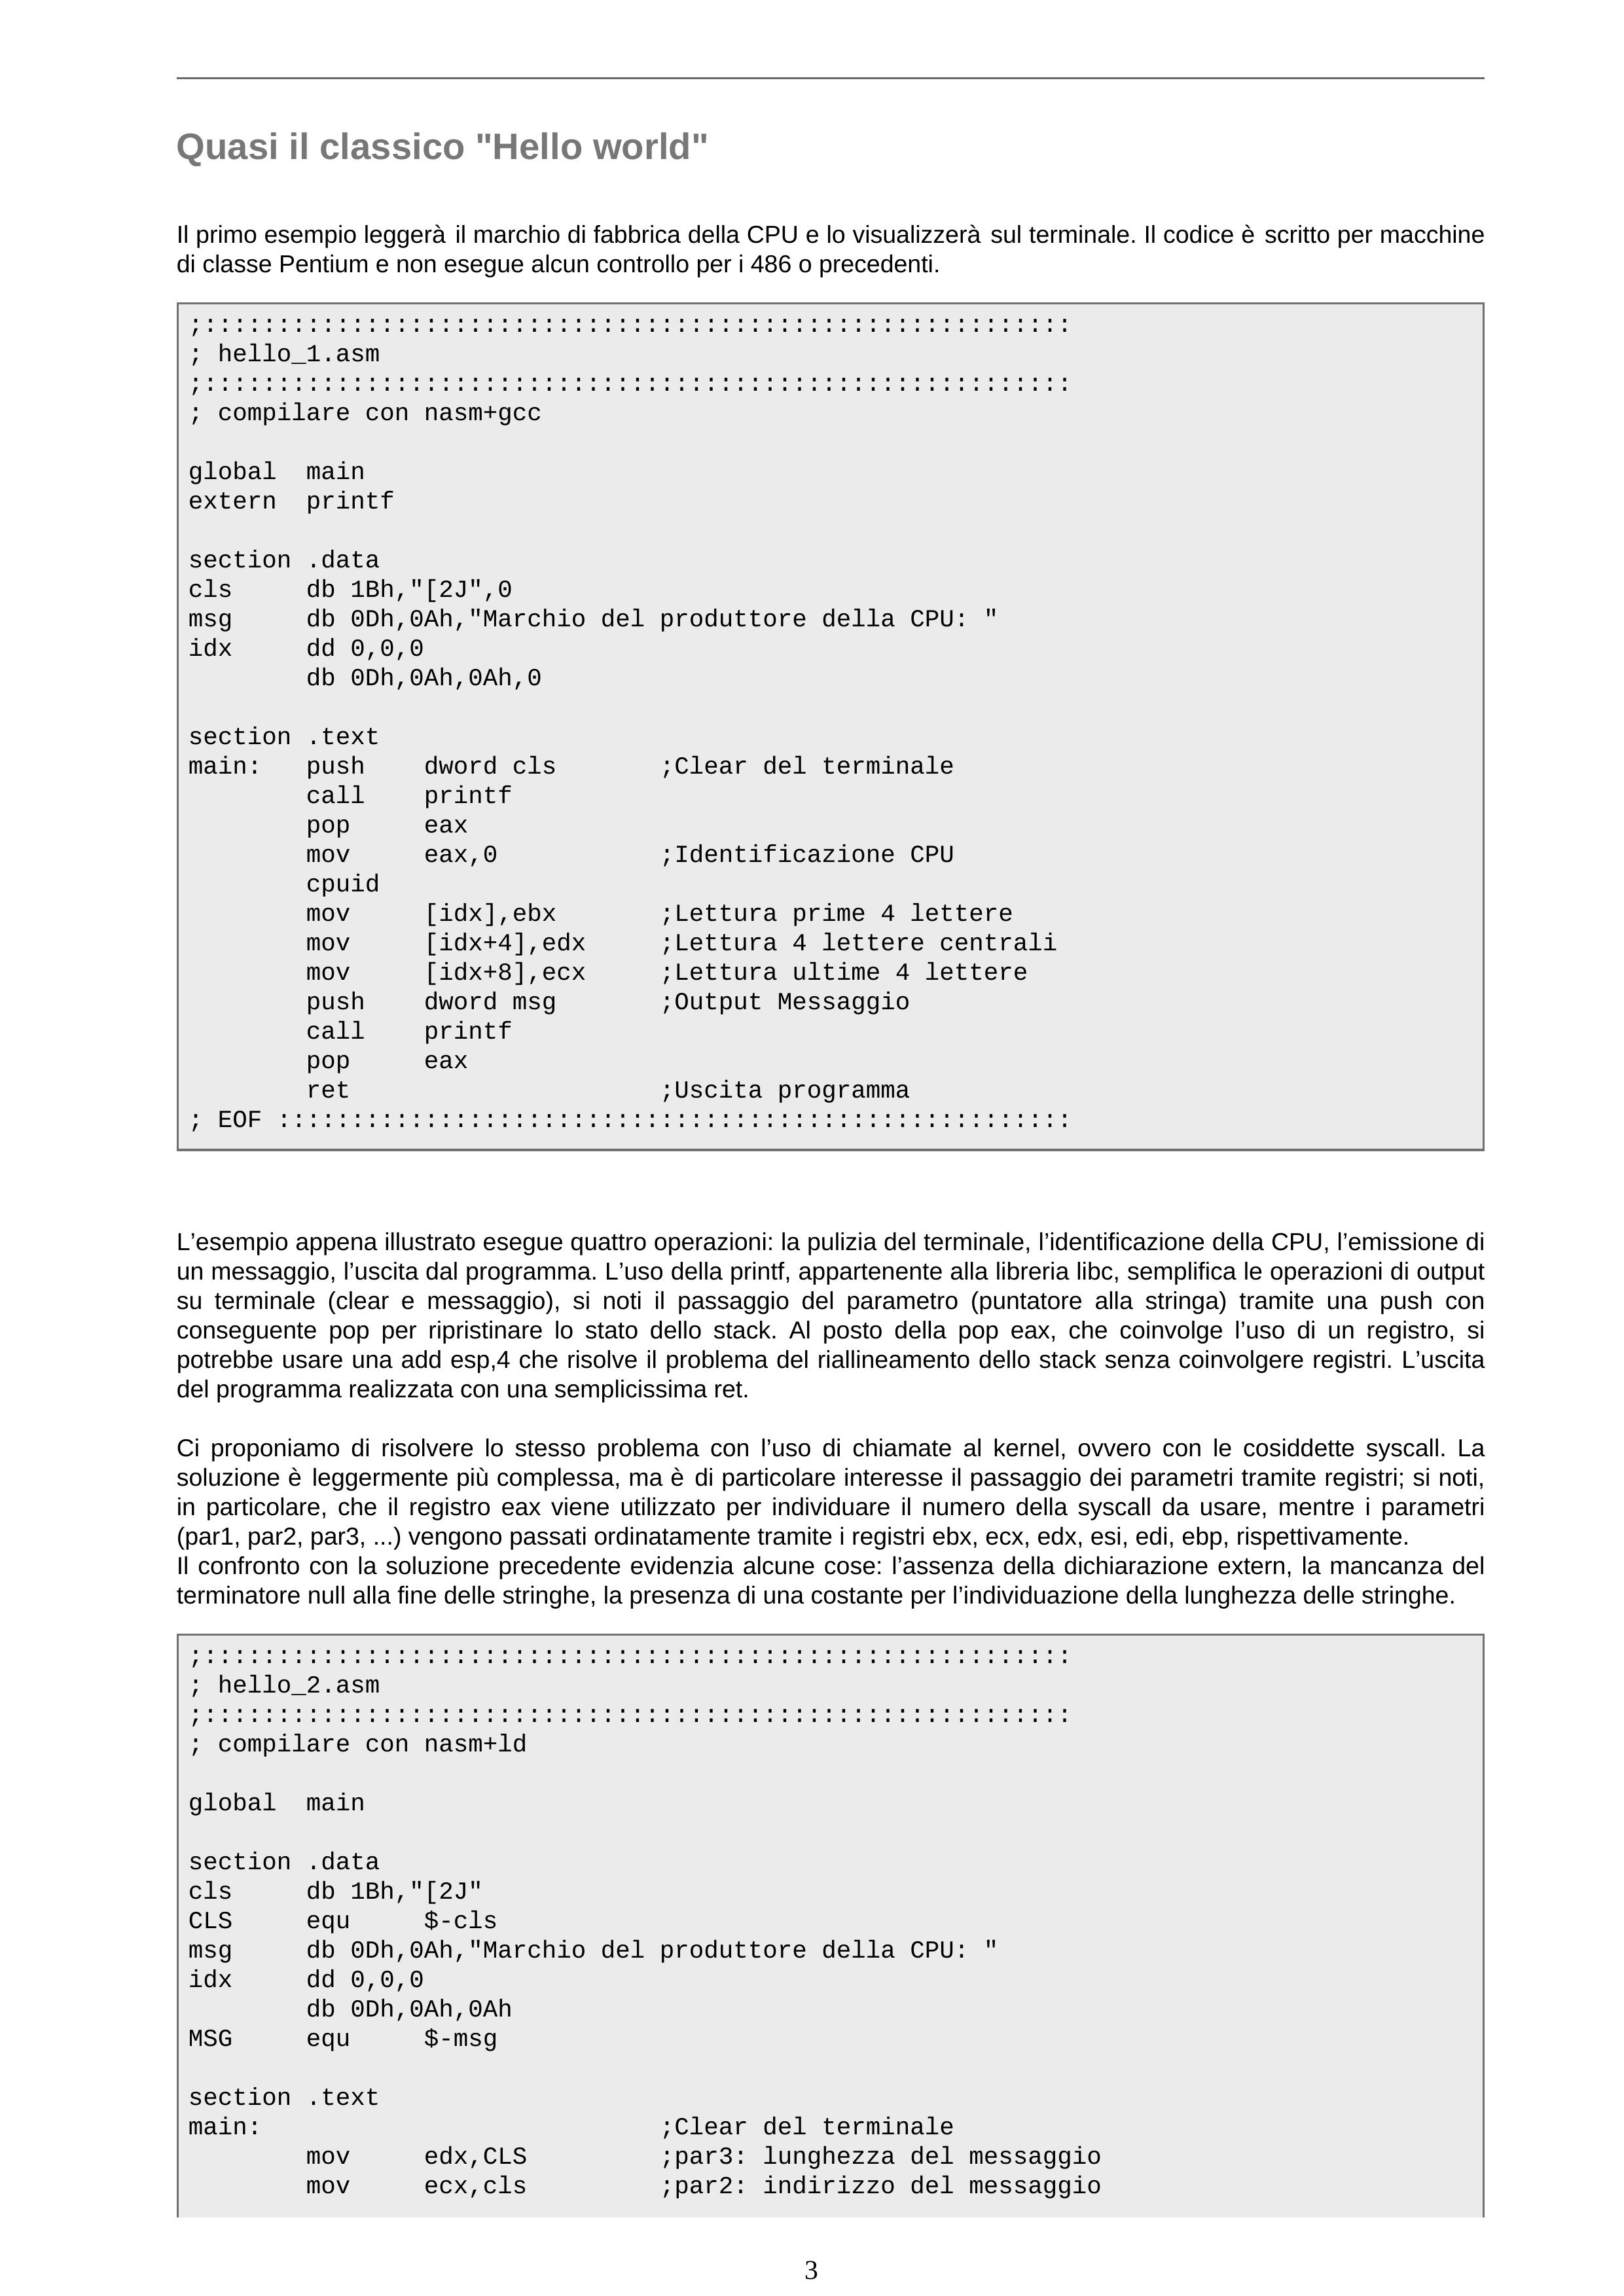 Quasi il classico "Hello world"
Il primo esempio leggerà il marchio di fabbrica della CPU e lo visualizzerà sul terminale. Il codice è scritto per macchine
di classe Pentium e non esegue alcun controllo per i 486 o precedenti.
;:::::::::::::::::::::::::::::::::::::::::::::::::::::::::::
; hello_1.asm
;:::::::::::::::::::::::::::::::::::::::::::::::::::::::::::
; compilare con nasm+gcc
global  main
extern  printf
section .data
cls     db 1Bh,"[2J",0
msg     db 0Dh,0Ah,"Marchio del produttore della CPU: "
idx     dd 0,0,0
        db 0Dh,0Ah,0Ah,0
section .text
main:   push    dword cls       ;Clear del terminale
        call    printf
        pop     eax
        mov     eax,0           ;Identificazione CPU
        cpuid
        mov     [idx],ebx       ;Lettura prime 4 lettere
        mov     [idx+4],edx     ;Lettura 4 lettere centrali
        mov     [idx+8],ecx     ;Lettura ultime 4 lettere
        push    dword msg       ;Output Messaggio
        call    printf
        pop     eax
        ret                     ;Uscita programma
; EOF ::::::::::::::::::::::::::::::::::::::::::::::::::::::
L’esempio appena illustrato esegue quattro operazioni: la pulizia del terminale, l’identificazione della CPU, l’emissione di
un messaggio, l’uscita dal programma. L’uso della printf, appartenente alla libreria libc, semplifica le operazioni di output
su terminale (clear e messaggio), si noti il passaggio del parametro (puntatore alla stringa) tramite una push con
conseguente pop per ripristinare lo stato dello stack. Al posto della pop eax, che coinvolge l’uso di un registro, si
potrebbe usare una add esp,4 che risolve il problema del riallineamento dello stack senza coinvolgere registri. L’uscita
del programma realizzata con una semplicissima ret.
Ci proponiamo di risolvere lo stesso problema con l’uso di chiamate al kernel, ovvero con le cosiddette syscall. La
soluzione è leggermente più complessa, ma è di particolare interesse il passaggio dei parametri tramite registri; si noti,
in particolare, che il registro eax viene utilizzato per individuare il numero della syscall da usare, mentre i parametri
(par1, par2, par3, ...) vengono passati ordinatamente tramite i registri ebx, ecx, edx, esi, edi, ebp, rispettivamente.
Il confronto con la soluzione precedente evidenzia alcune cose: l’assenza della dichiarazione extern, la mancanza del
terminatore null alla fine delle stringhe, la presenza di una costante per l’individuazione della lunghezza delle stringhe.
;:::::::::::::::::::::::::::::::::::::::::::::::::::::::::::
; hello_2.asm
;:::::::::::::::::::::::::::::::::::::::::::::::::::::::::::
; compilare con nasm+ld
global  main
section .data
cls     db 1Bh,"[2J"
CLS     equ     $-cls
msg     db 0Dh,0Ah,"Marchio del produttore della CPU: "
idx     dd 0,0,0
        db 0Dh,0Ah,0Ah
MSG     equ     $-msg
section .text
main:                           ;Clear del terminale
        mov     edx,CLS         ;par3: lunghezza del messaggio
        mov     ecx,cls         ;par2: indirizzo del messaggio
3